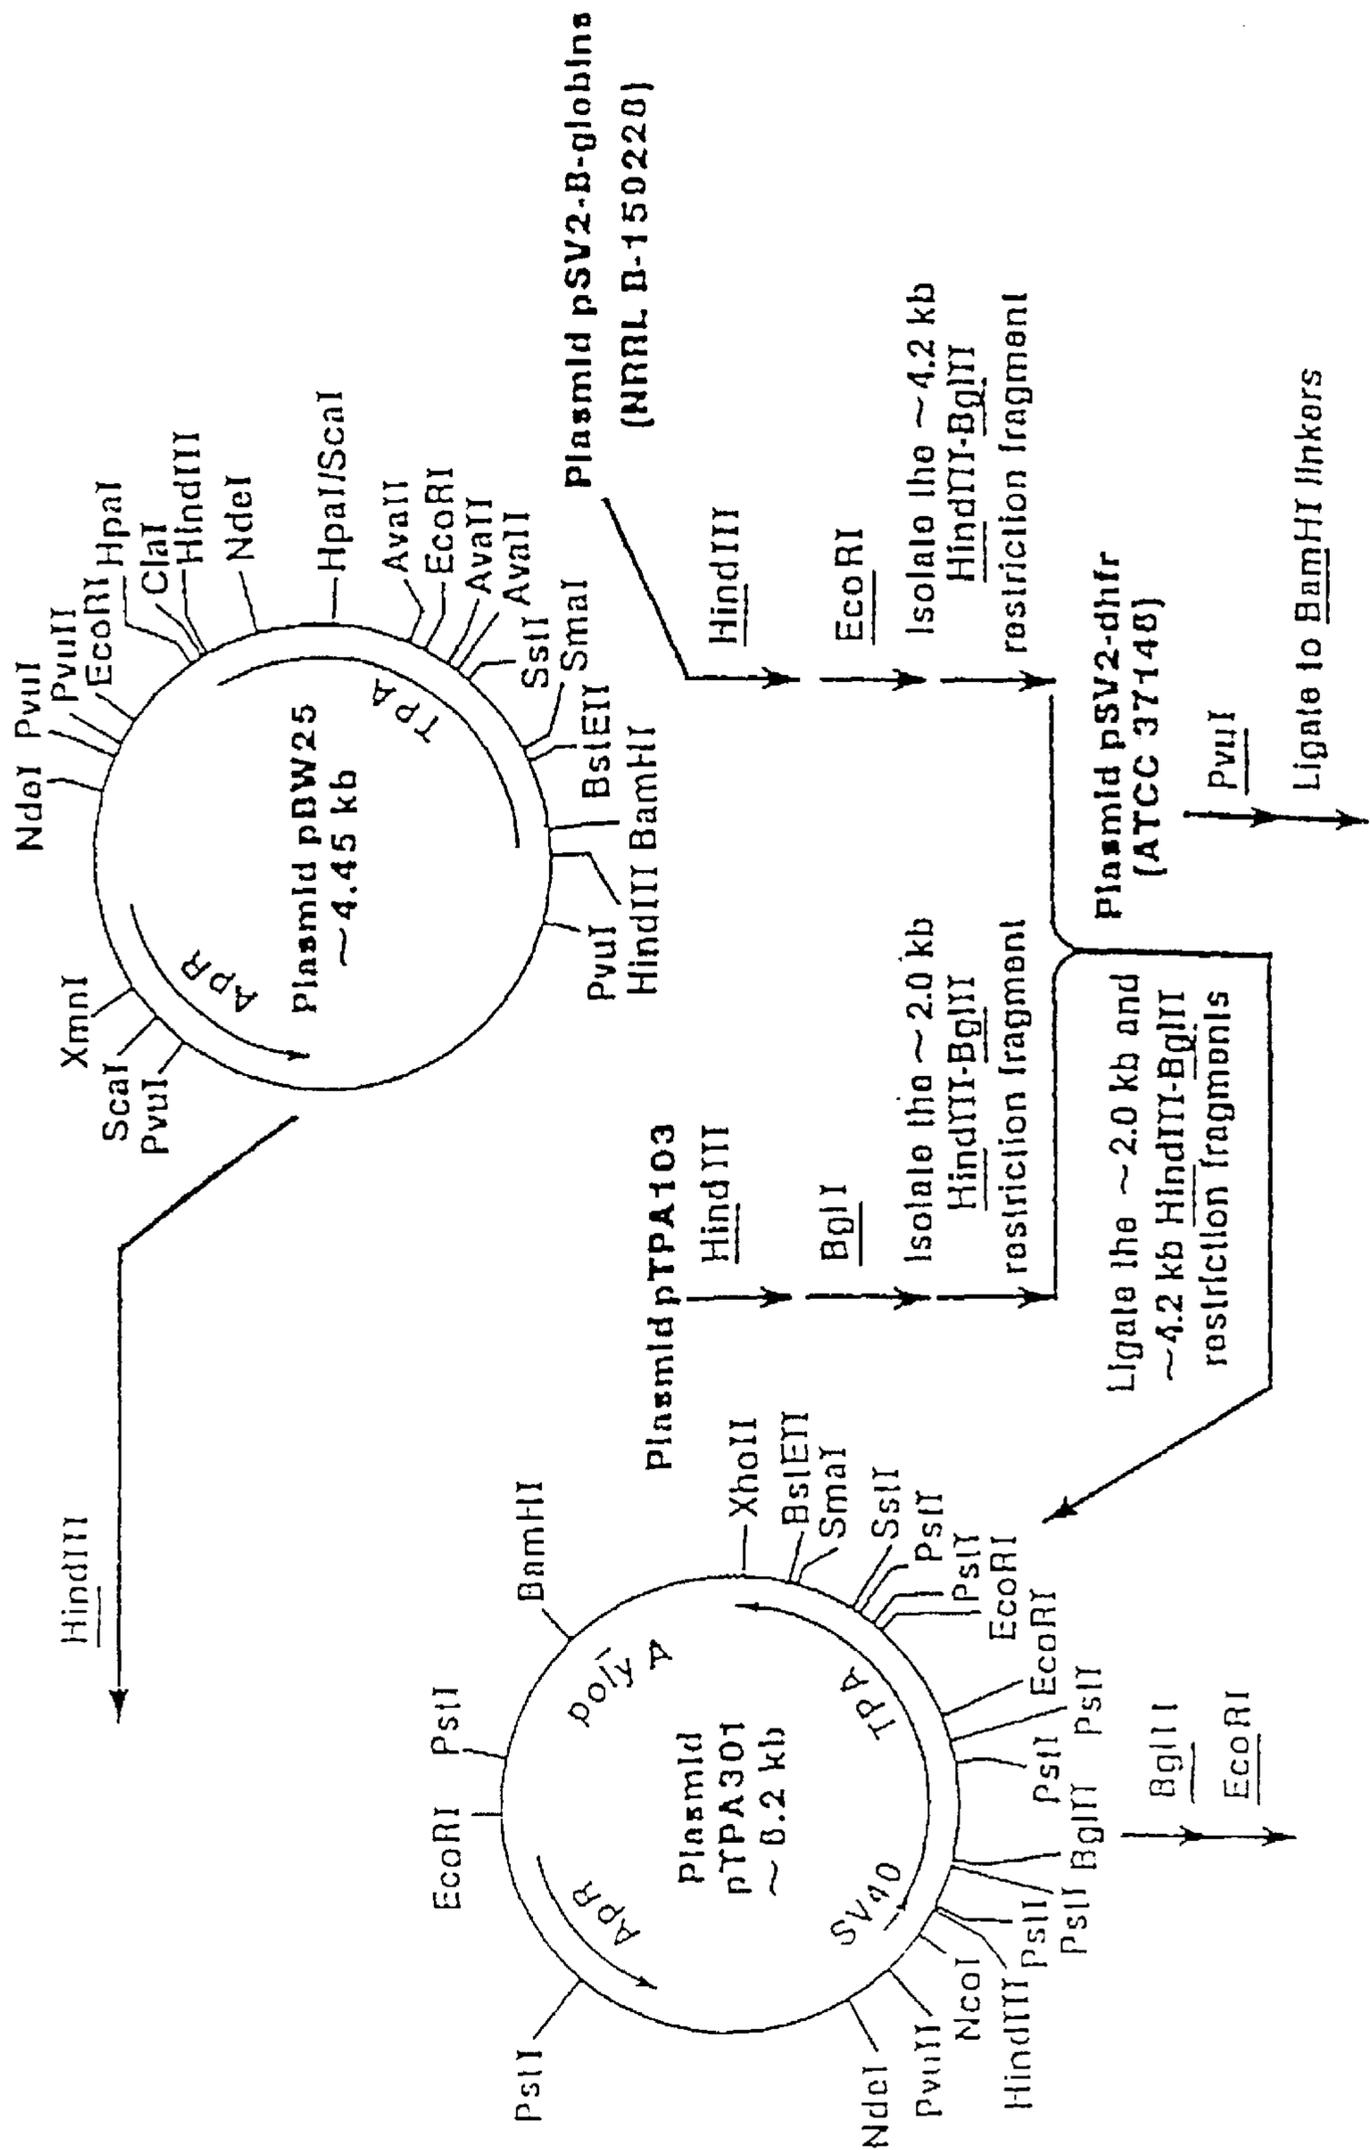 HindIII
XmnI
ScaI
PvuI
ApR
Plasmid pBW25
~4.45 kb
TPA
NdeI
PvuI
PvuII
EcoRI
HpaI
ClaI
HindIII
NdeI
HpaI/ScaI
AvaII
EcoRI
AvaII
AvaII
SstI
SmaI
BstEII
BamHI
HindIII
PvuI
Plasmid pSV2-B-globins
(NRRL B-150228)
HindIII
EcoRI
Isolate the ~4.2 kb
HindIII-BglII
restriction fragment
Plasmid pTPA103
HindIII
BglI
Isolate the ~2.0 kb
HindIII-BglII
restriction fragment
Ligate the ~2.0 kb and
~4.2 kb HindIII-BglII
restriction fragments
Plasmid pSV2-dhfr
(ATCC 37148)
PvuI
Ligate to BamHI linkers
PstI
EcoRI
PstI
BamHI
XhoII
BstEII
SmaI
SstI
PstI
PstI
EcoRI
EcoRI
PstI
PstI
BglII
PstI
PstI
HindIII
NcoI
PvuII
NdeI
ApR
poly
A
TPA
SV40
Plasmid
pTPA301
~6.2 kb
BglII
EcoRI